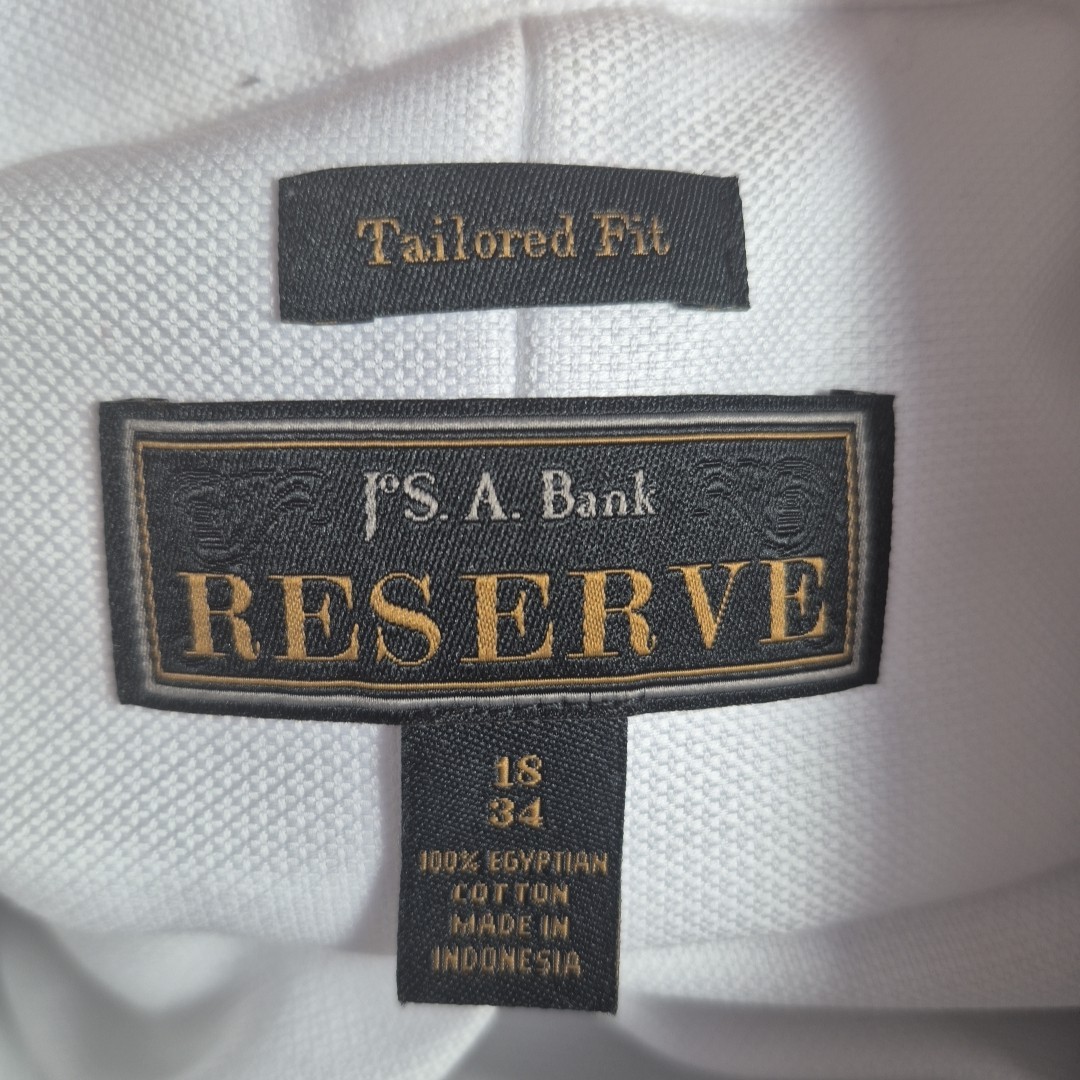 Tailored Fit
JoS. A. Bank
RESERVE
18
34
100% EGYPTIAN
COTTON
MADE IN
INDONESIA